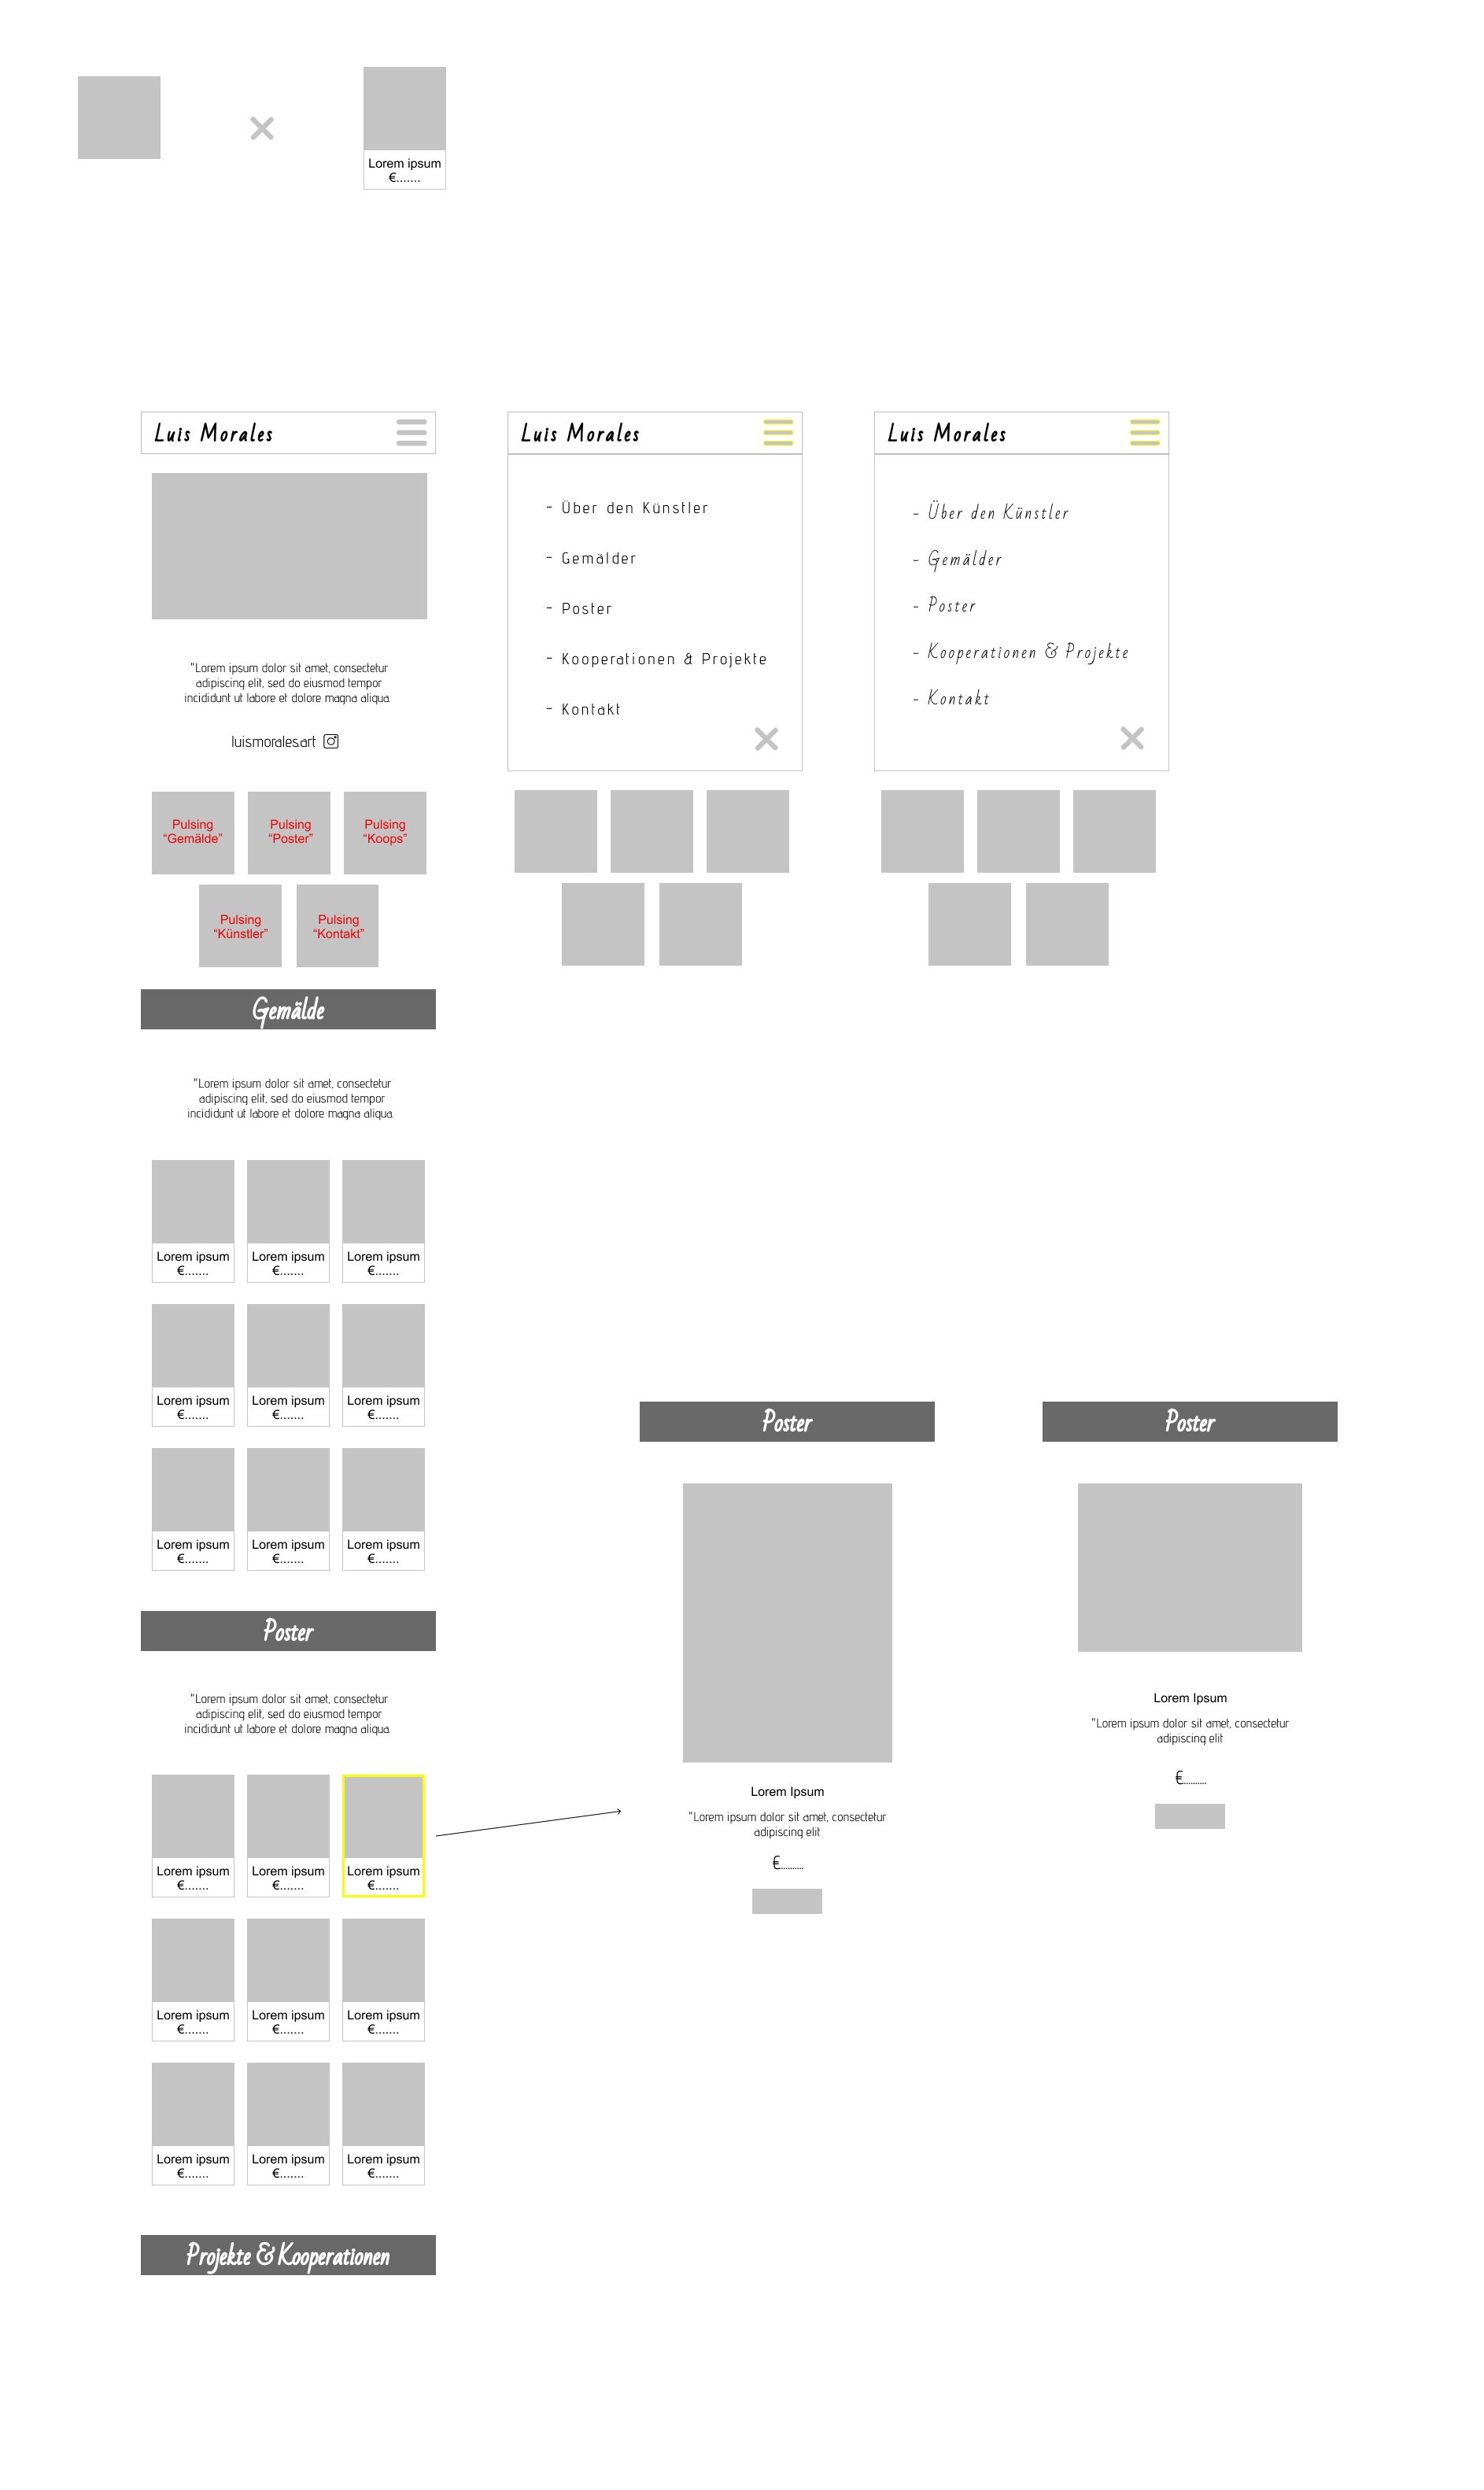 Lorem ipsum
€.......
Luis Morales
"Lorem ipsum dolor sit amet, consectetur
adipiscing elit, sed do eiusmod tempor
incididunt ut labore et dolore magna aliqua.
luismorales.art
Pulsing
“Gemälde”
Pulsing
“Poster”
Pulsing
“Koops”
Pulsing
“Künstler”
Pulsing
“Kontakt”
Luis Morales
- Über den Künstler
- Gemälder
- Poster
- Kooperationen & Projekte
- Kontakt
Luis Morales
- Über den Künstler
- Gemälder
- Poster
- Kooperationen & Projekte
- Kontakt
Gemälde
"Lorem ipsum dolor sit amet, consectetur
adipiscing elit, sed do eiusmod tempor
incididunt ut labore et dolore magna aliqua.
Lorem ipsum
€.......
Lorem ipsum
€.......
Lorem ipsum
€.......
Lorem ipsum
€.......
Lorem ipsum
€.......
Lorem ipsum
€.......
Lorem ipsum
€.......
Lorem ipsum
€.......
Lorem ipsum
€.......
Poster
"Lorem ipsum dolor sit amet, consectetur
adipiscing elit, sed do eiusmod tempor
incididunt ut labore et dolore magna aliqua.
Lorem ipsum
€.......
Lorem ipsum
€.......
Lorem ipsum
€.......
Lorem ipsum
€.......
Lorem ipsum
€.......
Lorem ipsum
€.......
Lorem ipsum
€.......
Lorem ipsum
€.......
Lorem ipsum
€.......
Projekte & Kooperationen
Poster
Lorem Ipsum
"Lorem ipsum dolor sit amet, consectetur
adipiscing elit
€..........
Poster
Lorem Ipsum
"Lorem ipsum dolor sit amet, consectetur
adipiscing elit
€..........